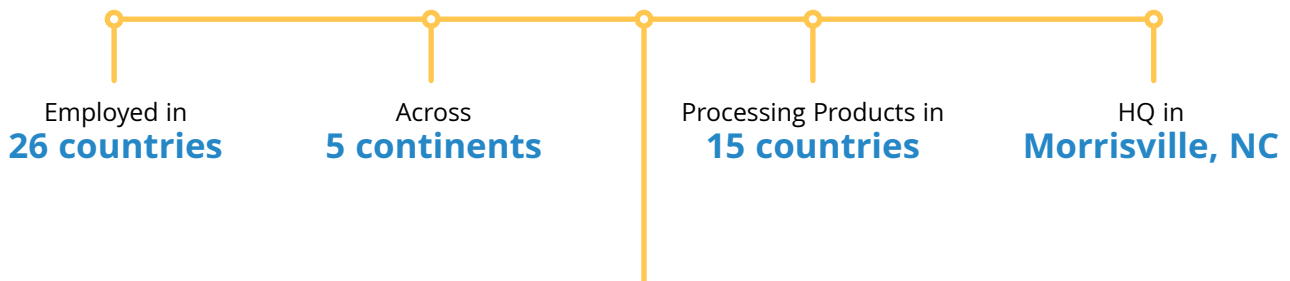 Employed in
26 countries
Across
5 continents
Processing Products in
15 countries
HQ in
Morrisville, NC